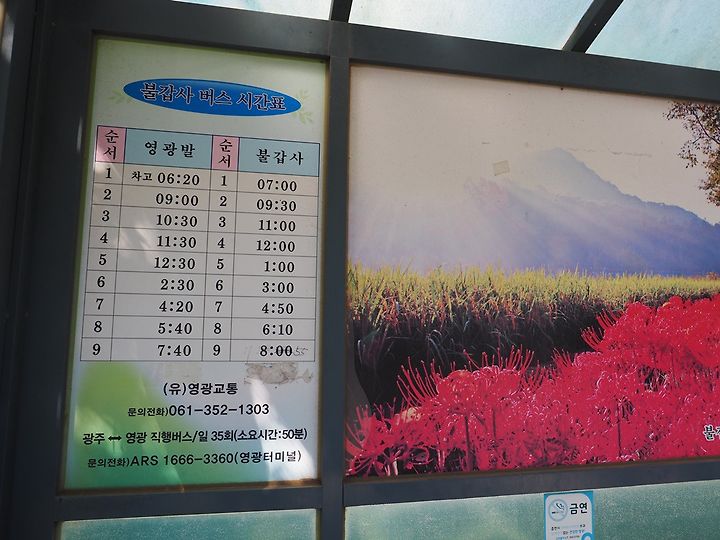 불갑사 버스 시간표
순서 영광발 순서 불갑사
1 차고 06:20 1 07:00
2 09:00 2 09:30
3 10:30 3 11:00
4 11:30 4 12:00
5 12:30 5 1:00
6 2:30 6 3:00
7 4:20 7 4:50
8 5:40 8 6:10
9 7:40 9 8:00 55
(유)영광교통
문의전화)061-352-1303
광주 ↔ 영광 직행버스/일 35회(소요시간:50분)
문의전화)ARS 1666-3360(영광터미널)
불
금연